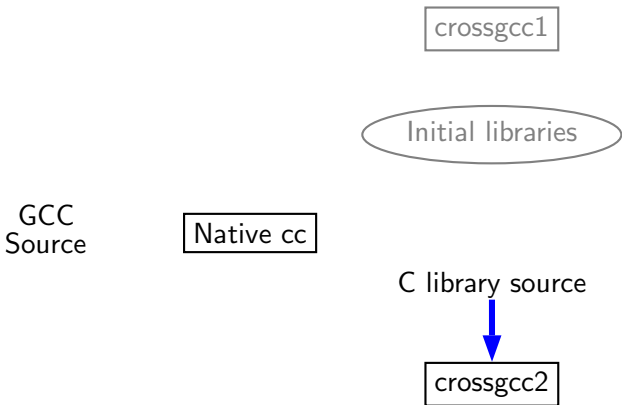 crossgcc1
Initial libraries
GCC
Source
Native cc
C library source
crossgcc2